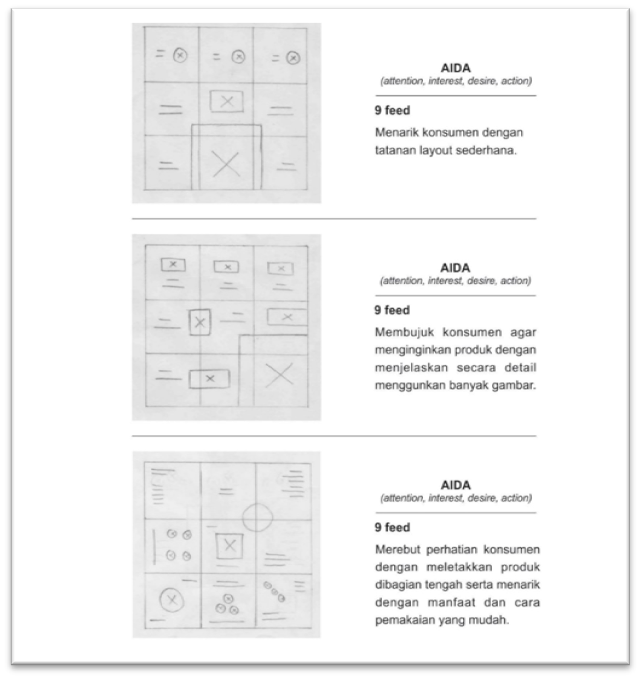 AIDA
(attention, interest, desire, action)
9 feed
Menarik konsumen dengan
tatanan layout sederhana.
AIDA
(attention, interest, desire, action)
9 feed
Membujuk konsumen agar
menginginkan produk dengan
menjelaskan secara detail
menggunkan banyak gambar.
AIDA
(attention, interest, desire, action)
9 feed
Merebut perhatian konsumen
dengan meletakkan produk
dibagian tengah serta menarik
dengan manfaat dan cara
pemakaian yang mudah.